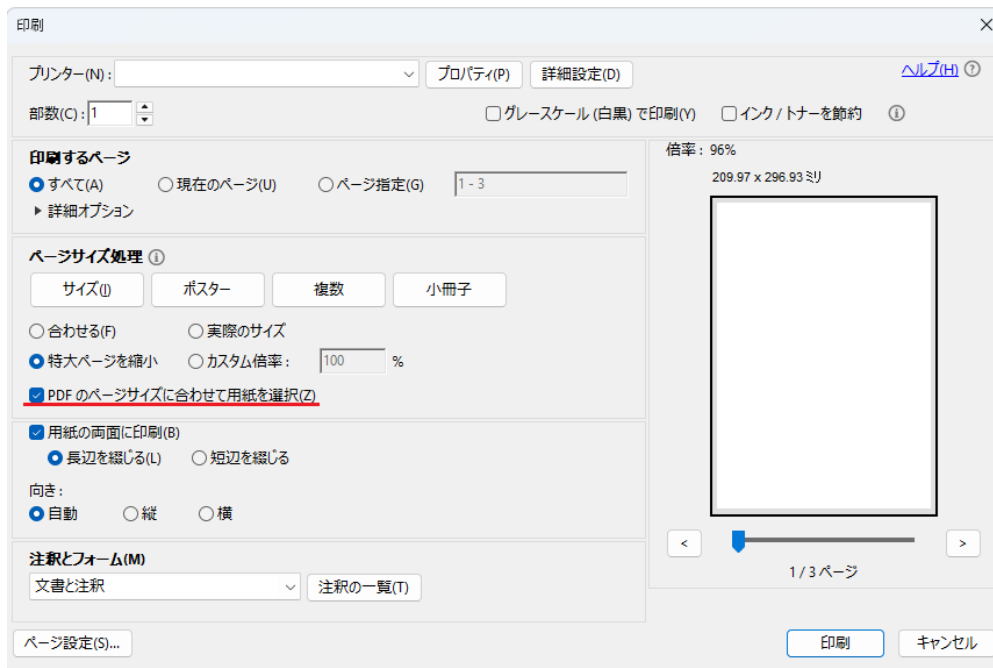 印刷
プリンター(N): プロパティ(P) 詳細設定(D) ヘルプ(H)
部数(C): 1 グレースケール (白黒) で印刷(Y) インク / トナーを節約
印刷するページ
すべて(A) 現在のページ(U) ページ指定(G) 1 - 3
詳細オプション
ページサイズ処理
サイズ(I) ポスター 複数 小冊子
合わせる(F) 実際のサイズ
特大ページを縮小 カスタム倍率: 100 %
PDF のページサイズに合わせて用紙を選択(Z)
用紙の両面に印刷(B)
長辺を綴じる(L) 短辺を綴じる
向き:
自動 縦 横
注釈とフォーム(M)
文書と注釈 注釈の一覧(T)
倍率: 96%
209.97 x 296.93 ミリ
< >
1 / 3 ページ
ページ設定(S)... 印刷 キャンセル